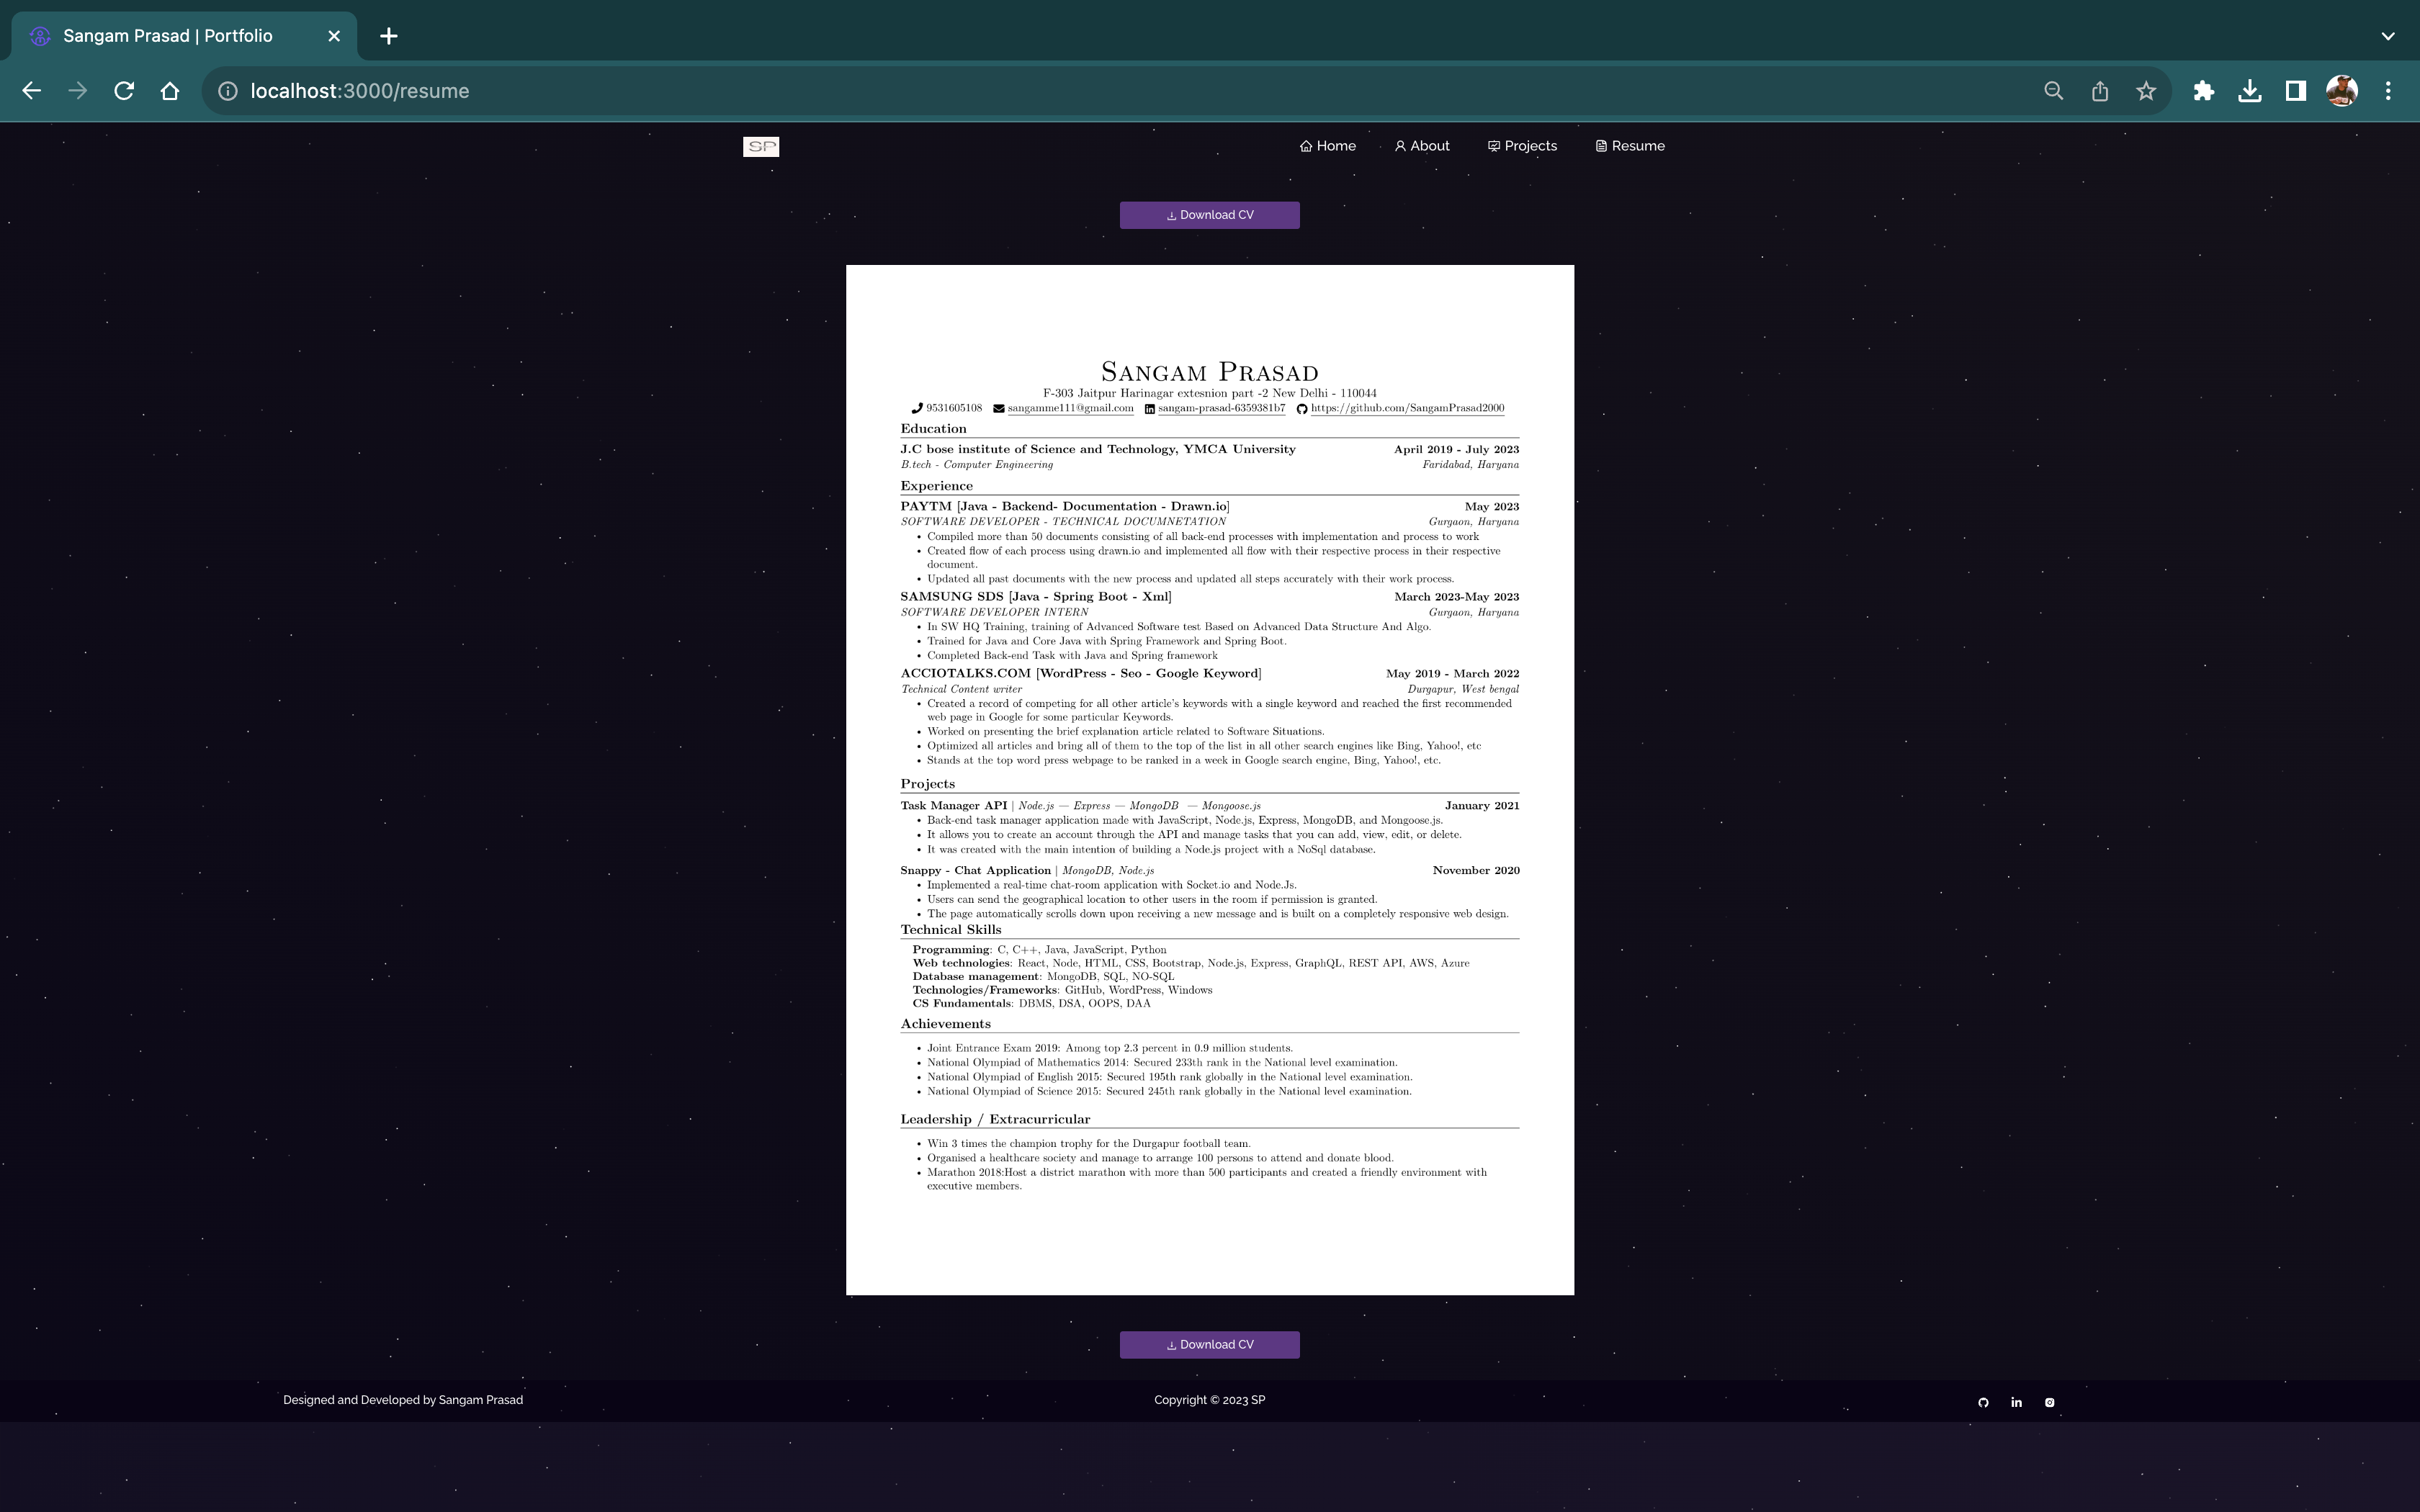 Sangam Prasad | Portfolio
localhost:3000/resume
SP
Home About Projects Resume
Download CV
Sangam Prasad
F-303 Jaitpur Harinagar extesnion part -2 New Delhi - 110044
9531605108 sangamme111@gmail.com sangam-prasad-6359381b7 https://github.com/SangamPrasad2000
Education
J.C bose institute of Science and Technology, YMCA University April 2019 - July 2023
B.tech - Computer Engineering Faridabad, Haryana
Experience
PAYTM [Java - Backend- Documentation - Drawn.io] May 2023
SOFTWARE DEVELOPER - TECHNICAL DOCUMNETATION Gurgaon, Haryana
• Compiled more than 50 documents consisting of all back-end processes with implementation and process to work
• Created flow of each process using drawn.io and implemented all flow with their respective process in their respective
document.
• Updated all past documents with the new process and updated all steps accurately with their work process.
SAMSUNG SDS [Java - Spring Boot - Xml] March 2023-May 2023
SOFTWARE DEVELOPER INTERN Gurgaon, Haryana
• In SW HQ Training, training of Advanced Software test Based on Advanced Data Structure And Algo.
• Trained for Java and Core Java with Spring Framework and Spring Boot.
• Completed Back-end Task with Java and Spring framework
ACCIOTALKS.COM [WordPress - Seo - Google Keyword] May 2019 - March 2022
Technical Content writer Durgapur, West bengal
• Created a record of competing for all other article's keywords with a single keyword and reached the first recommended
web page in Google for some particular Keywords.
• Worked on presenting the brief explanation article related to Software Situations.
• Optimized all articles and bring all of them to the top of the list in all other search engines like Bing, Yahoo!, etc
• Stands at the top word press webpage to be ranked in a week in Google search engine, Bing, Yahoo!, etc.
Projects
Task Manager API | Node.js — Express — MongoDB — Mongoose.js January 2021
• Back-end task manager application made with JavaScript, Node.js, Express, MongoDB, and Mongoose.js.
• It allows you to create an account through the API and manage tasks that you can add, view, edit, or delete.
• It was created with the main intention of building a Node.js project with a NoSql database.
Snappy - Chat Application | MongoDB, Node.js November 2020
• Implemented a real-time chat-room application with Socket.io and Node.Js.
• Users can send the geographical location to other users in the room if permission is granted.
• The page automatically scrolls down upon receiving a new message and is built on a completely responsive web design.
Technical Skills
Programming: C, C++, Java, JavaScript, Python
Web technologies: React, Node, HTML, CSS, Bootstrap, Node.js, Express, GraphQL, REST API, AWS, Azure
Database management: MongoDB, SQL, NO-SQL
Technologies/Frameworks: GitHub, WordPress, Windows
CS Fundamentals: DBMS, DSA, OOPS, DAA
Achievements
• Joint Entrance Exam 2019: Among top 2.3 percent in 0.9 million students.
• National Olympiad of Mathematics 2014: Secured 233th rank in the National level examination.
• National Olympiad of English 2015: Secured 195th rank globally in the National level examination.
• National Olympiad of Science 2015: Secured 245th rank globally in the National level examination.
Leadership / Extracurricular
• Win 3 times the champion trophy for the Durgapur football team.
• Organised a healthcare society and manage to arrange 100 persons to attend and donate blood.
• Marathon 2018:Host a district marathon with more than 500 participants and created a friendly environment with
executive members.
Download CV
Designed and Developed by Sangam Prasad Copyright © 2023 SP